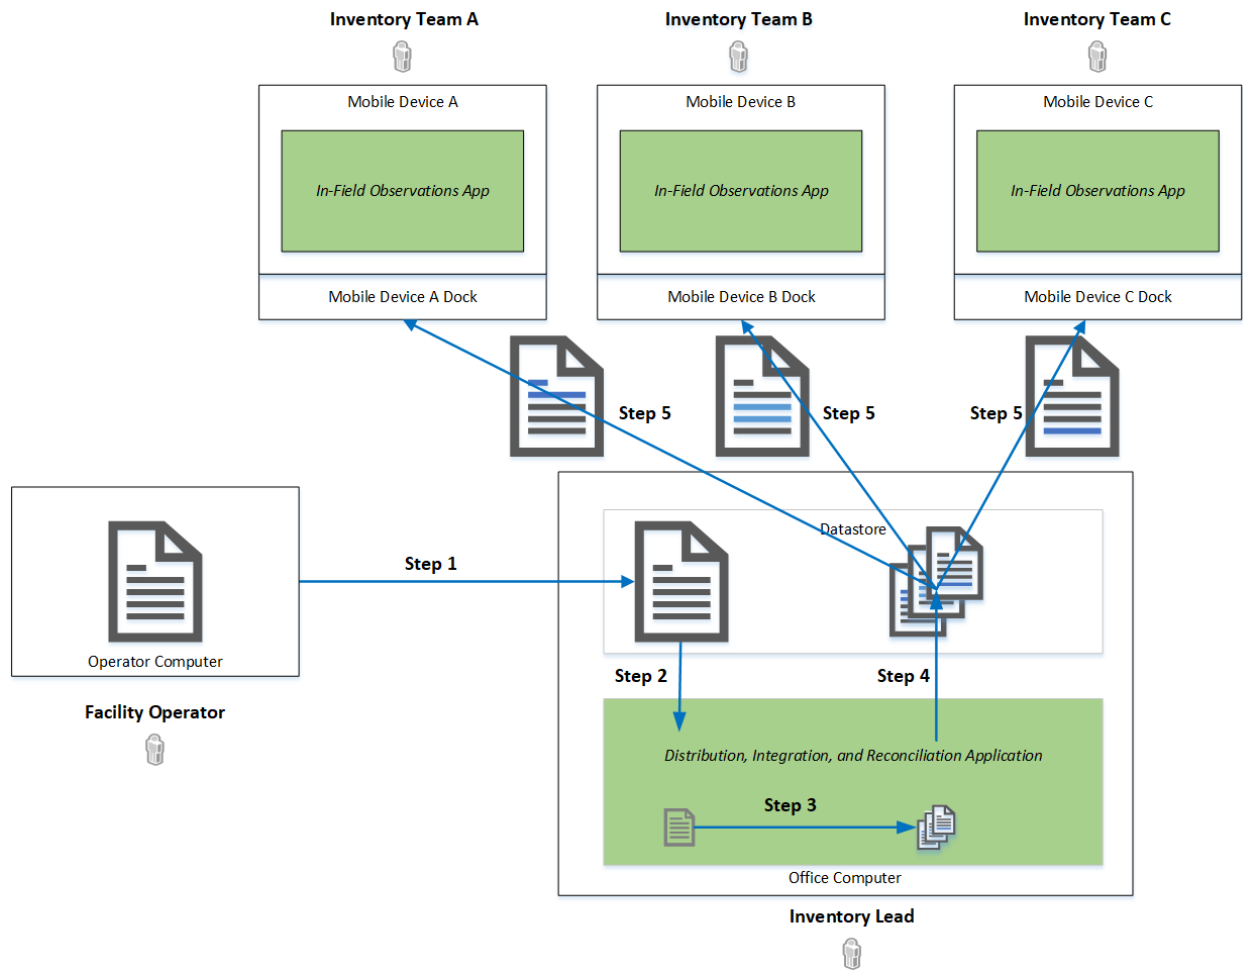 Inventory Team A
Inventory Team B
Inventory Team C
Mobile Device A
Mobile Device B
Mobile Device C
In-Field Observations App
In-Field Observations App
In-Field Observations App
Mobile Device A Dock
Mobile Device B Dock
Mobile Device C Dock
Step 5
Step 5
Step 5
Datastore
Step 1
Operator Computer
Step 2
Step 4
Facility Operator
Distribution, Integration, and Reconciliation Application
Step 3
Office Computer
Inventory Lead